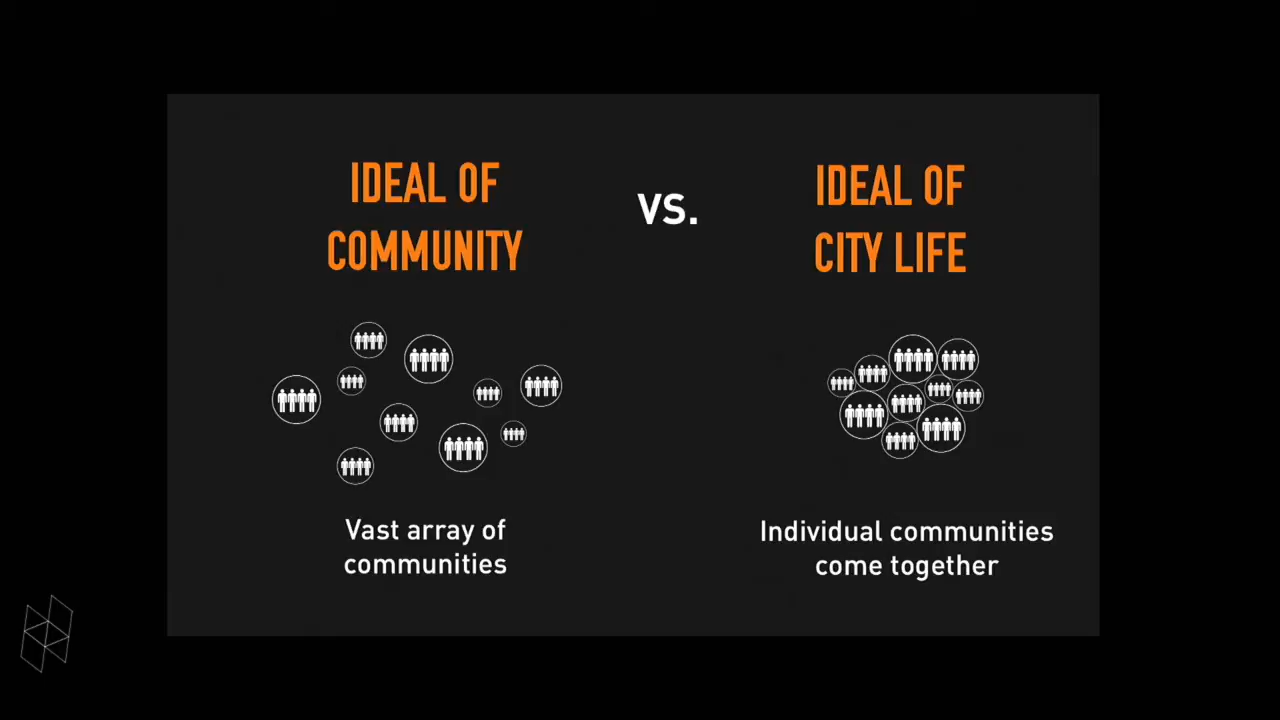 IDEAL OF
COMMUNITY
VS.
IDEAL OF
CITY LIFE
Vast array of
communities
Individual communities
come together